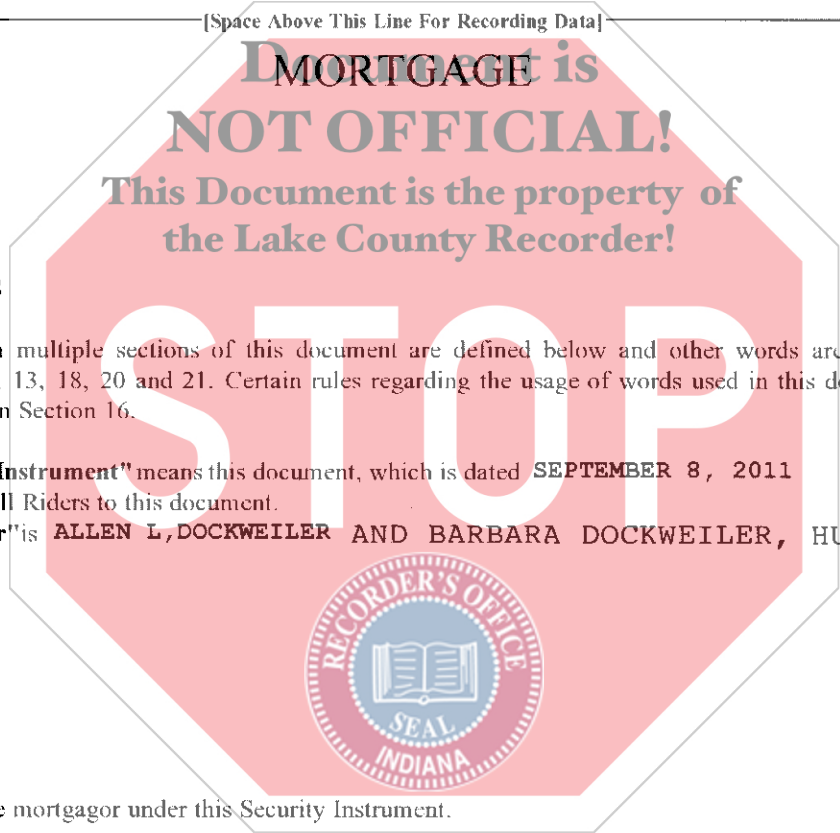 [Space Above This Line For Recording Data]
MORTGAGE
Document is
NOT OFFICIAL!
This Document is the property of
the Lake County Recorder!
multiple sections of this document are defined below and other words are
13, 18, 20 and 21. Certain rules regarding the usage of words used in this d
n Section 16.
STOP
Instrument" means this document, which is dated SEPTEMBER 8, 2011
ll Riders to this document.
r" is ALLEN L, DOCKWEILER AND BARBARA DOCKWEILER, HU
RECORDER'S OFFICE
SEAL
INDIANA
e mortgagor under this Security Instrument.